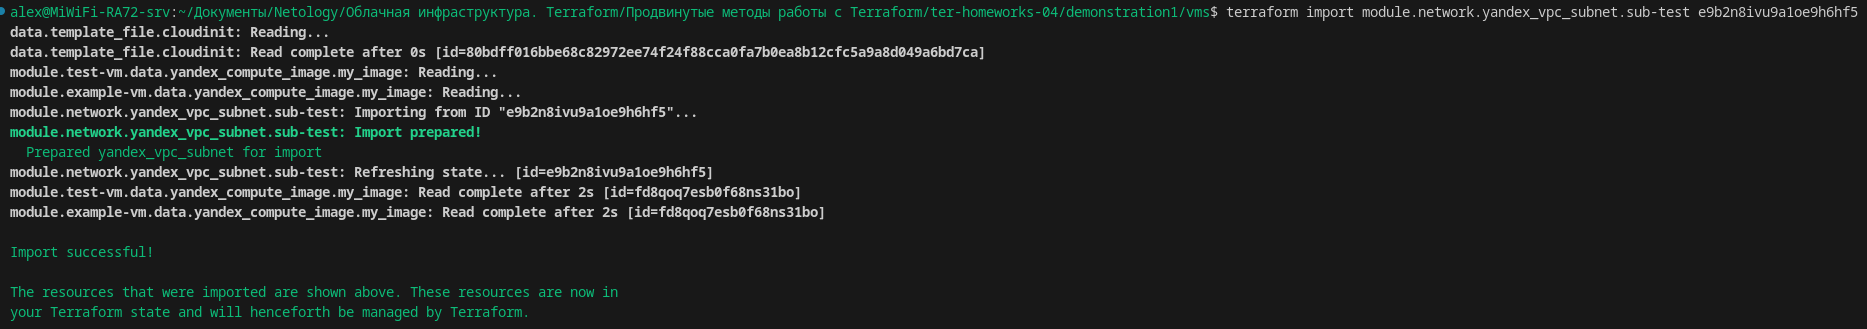 alex@MiWiFi-RA72-srv:~/Документы/Netology/Облачная инфраструктура. Terraform/Продвинутые методы работы с Terraform/ter-homeworks-04/demonstration1/vms$ terraform import module.network.yandex_vpc_subnet.sub-test e9b2n8ivu9a1oe9h6hf5
data.template_file.cloudinit: Reading...
data.template_file.cloudinit: Read complete after 0s [id=80bdff016bbe68c82972ee74f24f88cca0fa7b0ea8b12cfc5a9a8d049a6bd7ca]
module.test-vm.data.yandex_compute_image.my_image: Reading...
module.example-vm.data.yandex_compute_image.my_image: Reading...
module.network.yandex_vpc_subnet.sub-test: Importing from ID "e9b2n8ivu9a1oe9h6hf5"...
module.network.yandex_vpc_subnet.sub-test: Import prepared!
  Prepared yandex_vpc_subnet for import
module.network.yandex_vpc_subnet.sub-test: Refreshing state... [id=e9b2n8ivu9a1oe9h6hf5]
module.test-vm.data.yandex_compute_image.my_image: Read complete after 2s [id=fd8qoq7esb0f68ns31bo]
module.example-vm.data.yandex_compute_image.my_image: Read complete after 2s [id=fd8qoq7esb0f68ns31bo]
Import successful!
The resources that were imported are shown above. These resources are now in
your Terraform state and will henceforth be managed by Terraform.